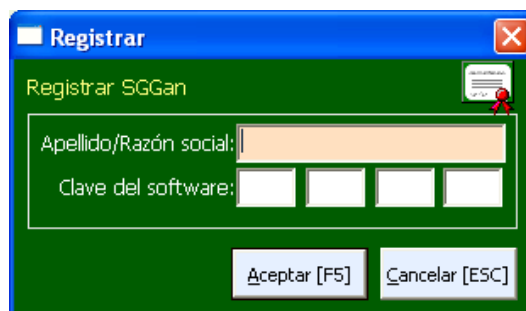 Registrar
Registrar SGGan
Apellido/Razón social:
Clave del software:
Aceptar [F5] Cancelar [ESC]